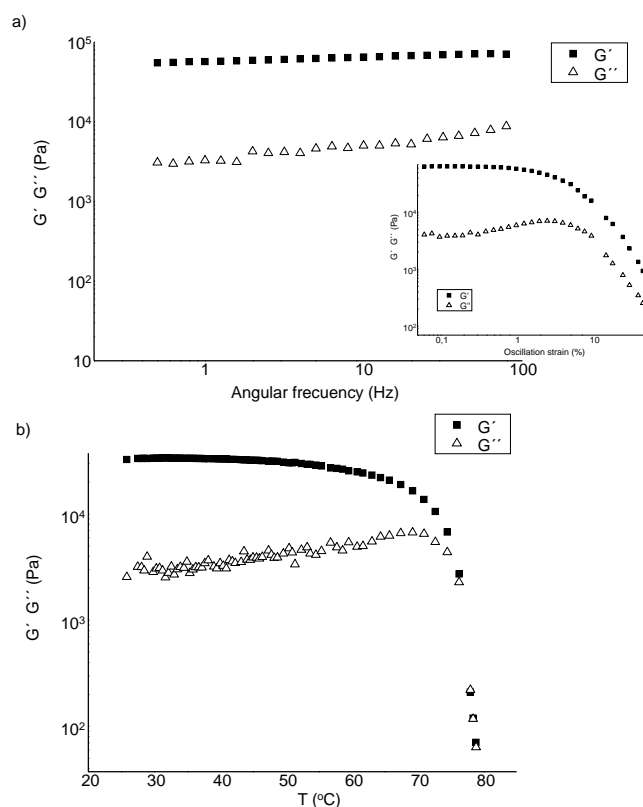 a)
10⁵
10⁴
10³
10²
10
G´ G´´ (Pa)
1
10
100
Angular frecuency (Hz)
G´
G´´
10⁴
10³
10²
G´ G´´ (Pa)
G'
G''
0,1
1
10
Oscillation strain (%)
b)
G´
G´´
10⁴
10³
10²
G´ G´´ (Pa)
20
30
40
50
60
70
80
T (ºC)